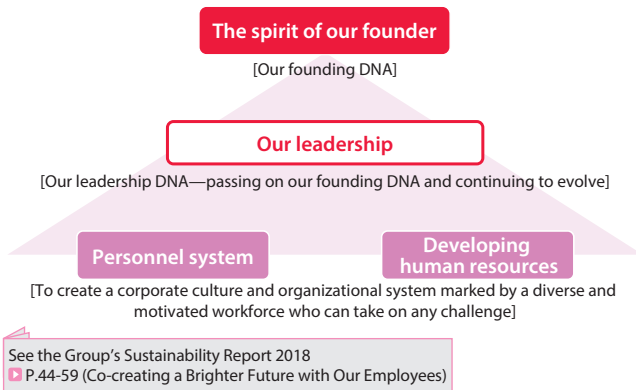 The spirit of our founder
[Our founding DNA]
Our leadership
[Our leadership DNA—passing on our founding DNA and continuing to evolve]
Personnel system
Developing
human resources
[To create a corporate culture and organizational system marked by a diverse and
motivated workforce who can take on any challenge]
See the Group's Sustainability Report 2018
P.44-59 (Co-creating a Brighter Future with Our Employees)